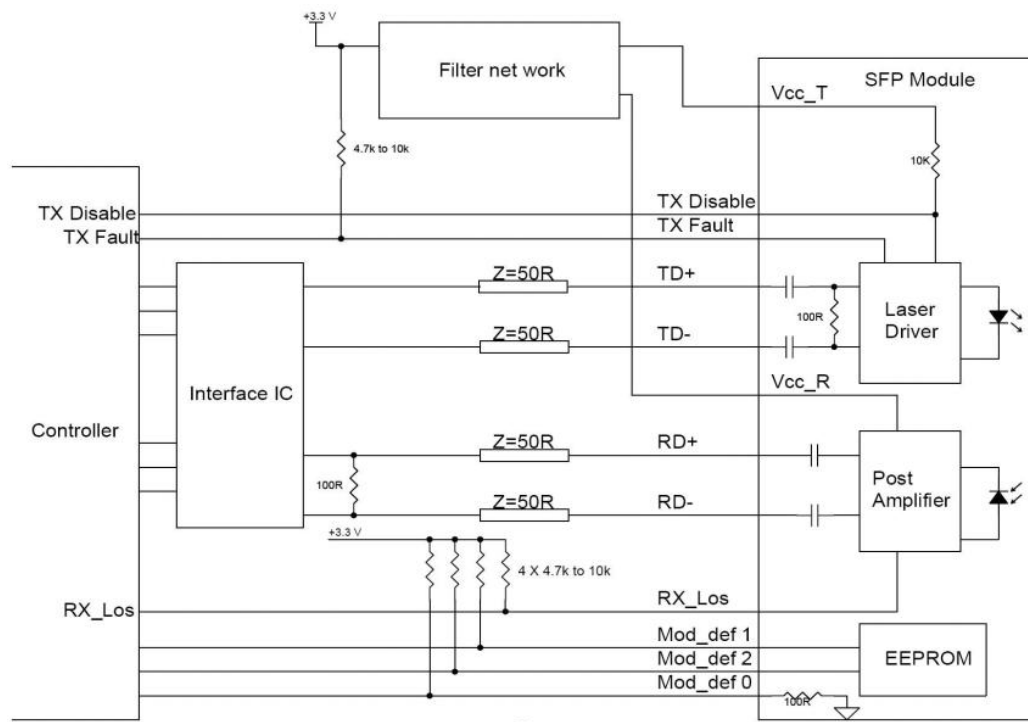 +3.3 V
Filter net work
SFP Module
Vcc_T
4.7k to 10k
10K
TX Disable
TX Disable
TX Fault
TX Fault
Z=50R
TD+
100R
Laser
Driver
Z=50R
TD-
Interface IC
Vcc_R
Controller
Z=50R
RD+
100R
Post
Amplifier
Z=50R
RD-
+3.3 V
4 X 4.7k to 10k
RX_Los
RX_Los
Mod_def 1
Mod_def 2
EEPROM
Mod_def 0
100R